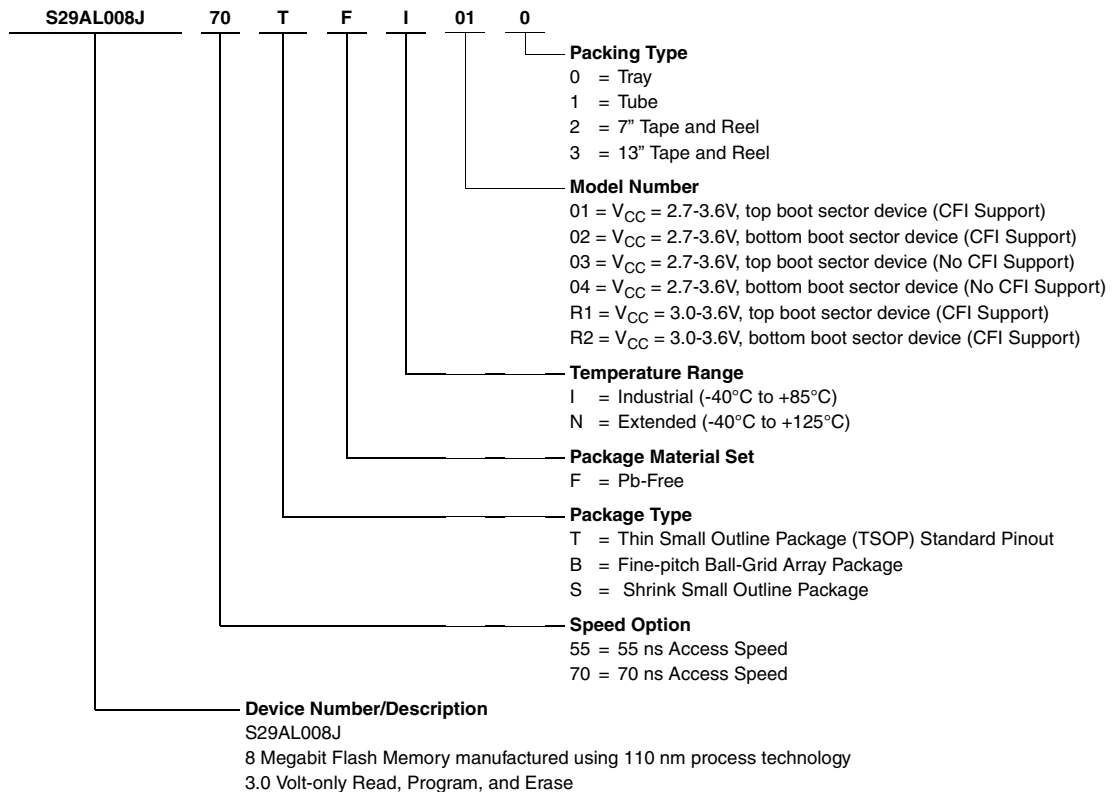 S29AL008J 70 T F I 01 0
Packing Type
0 = Tray
1 = Tube
2 = 7” Tape and Reel
3 = 13” Tape and Reel
Model Number
01 = VCC = 2.7-3.6V, top boot sector device (CFI Support)
02 = VCC = 2.7-3.6V, bottom boot sector device (CFI Support)
03 = VCC = 2.7-3.6V, top boot sector device (No CFI Support)
04 = VCC = 2.7-3.6V, bottom boot sector device (No CFI Support)
R1 = VCC = 3.0-3.6V, top boot sector device (CFI Support)
R2 = VCC = 3.0-3.6V, bottom boot sector device (CFI Support)
Temperature Range
I = Industrial (-40°C to +85°C)
N = Extended (-40°C to +125°C)
Package Material Set
F = Pb-Free
Package Type
T = Thin Small Outline Package (TSOP) Standard Pinout
B = Fine-pitch Ball-Grid Array Package
S = Shrink Small Outline Package
Speed Option
55 = 55 ns Access Speed
70 = 70 ns Access Speed
Device Number/Description
S29AL008J
8 Megabit Flash Memory manufactured using 110 nm process technology
3.0 Volt-only Read, Program, and Erase